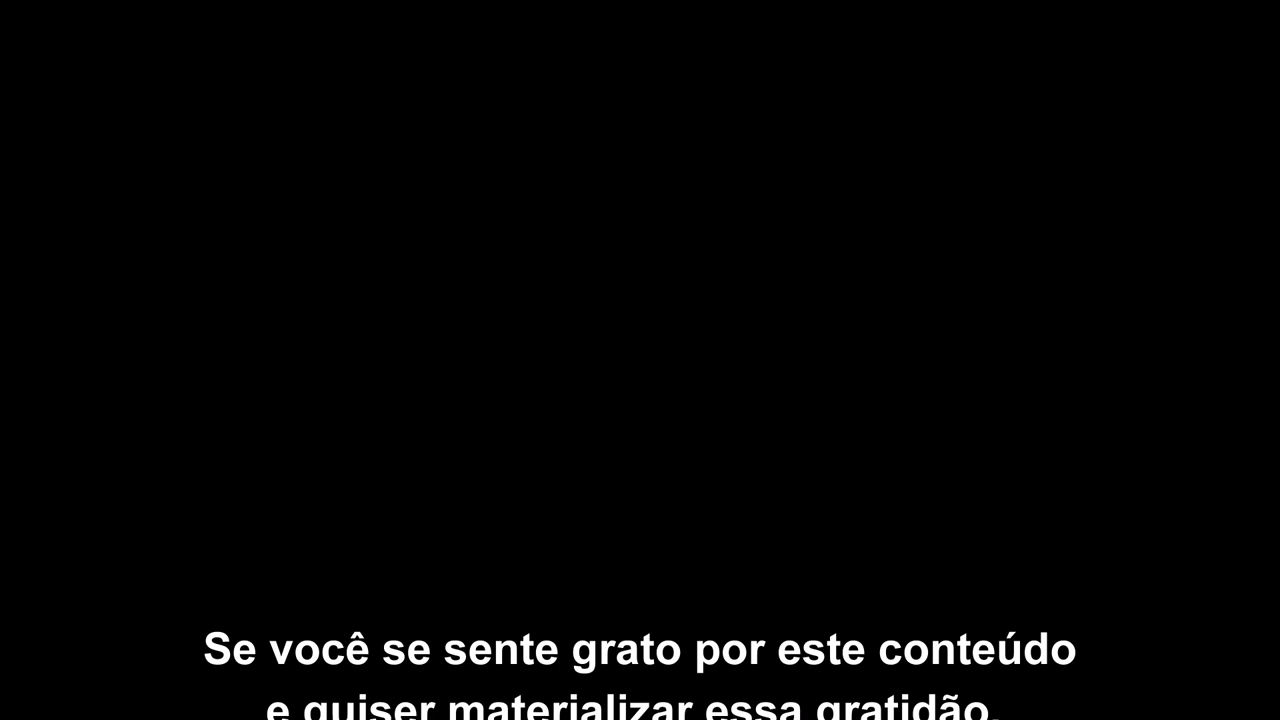 Se você se sente grato por este conteúdo
e quiser materializar essa gratidão,